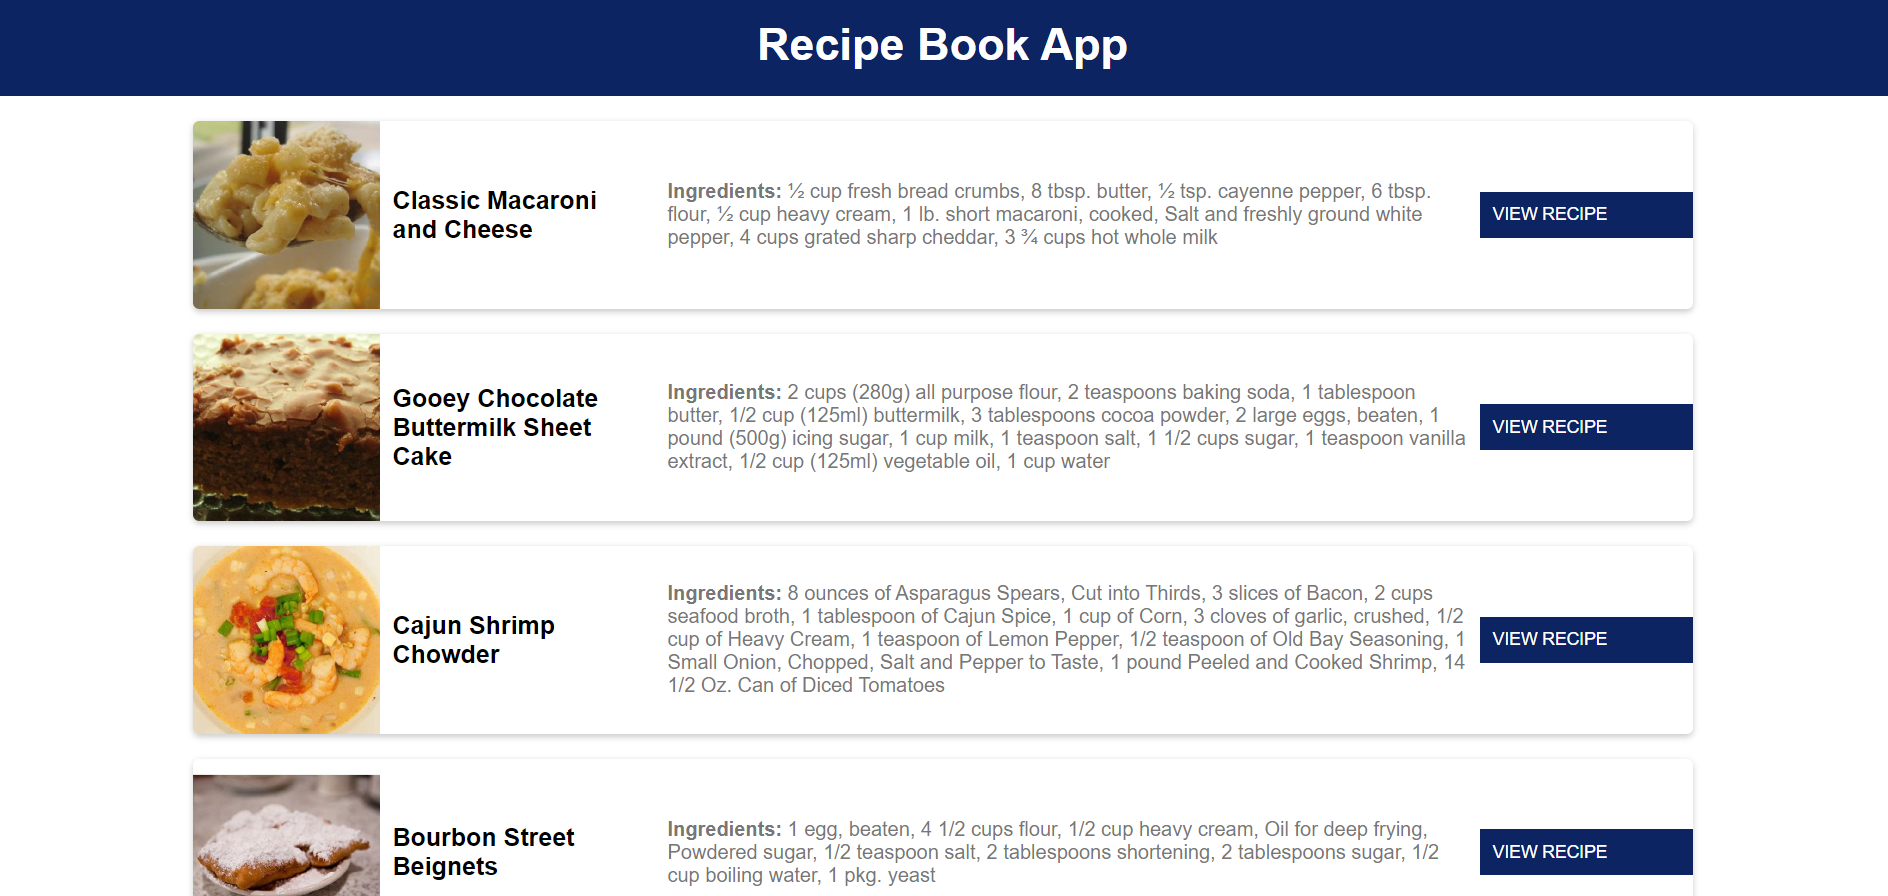 Recipe Book App
Classic Macaroni
and Cheese
Ingredients: ½ cup fresh bread crumbs, 8 tbsp. butter, ½ tsp. cayenne pepper, 6 tbsp.
flour, ½ cup heavy cream, 1 lb. short macaroni, cooked, Salt and freshly ground white
pepper, 4 cups grated sharp cheddar, 3 ¾ cups hot whole milk
VIEW RECIPE
Gooey Chocolate
Buttermilk Sheet
Cake
Ingredients: 2 cups (280g) all purpose flour, 2 teaspoons baking soda, 1 tablespoon
butter, 1/2 cup (125ml) buttermilk, 3 tablespoons cocoa powder, 2 large eggs, beaten, 1
pound (500g) icing sugar, 1 cup milk, 1 teaspoon salt, 1 1/2 cups sugar, 1 teaspoon vanilla
extract, 1/2 cup (125ml) vegetable oil, 1 cup water
VIEW RECIPE
Cajun Shrimp
Chowder
Ingredients: 8 ounces of Asparagus Spears, Cut into Thirds, 3 slices of Bacon, 2 cups
seafood broth, 1 tablespoon of Cajun Spice, 1 cup of Corn, 3 cloves of garlic, crushed, 1/2
cup of Heavy Cream, 1 teaspoon of Lemon Pepper, 1/2 teaspoon of Old Bay Seasoning, 1
Small Onion, Chopped, Salt and Pepper to Taste, 1 pound Peeled and Cooked Shrimp, 14
1/2 Oz. Can of Diced Tomatoes
VIEW RECIPE
Bourbon Street
Beignets
Ingredients: 1 egg, beaten, 4 1/2 cups flour, 1/2 cup heavy cream, Oil for deep frying,
Powdered sugar, 1/2 teaspoon salt, 2 tablespoons shortening, 2 tablespoons sugar, 1/2
cup boiling water, 1 pkg. yeast
VIEW RECIPE